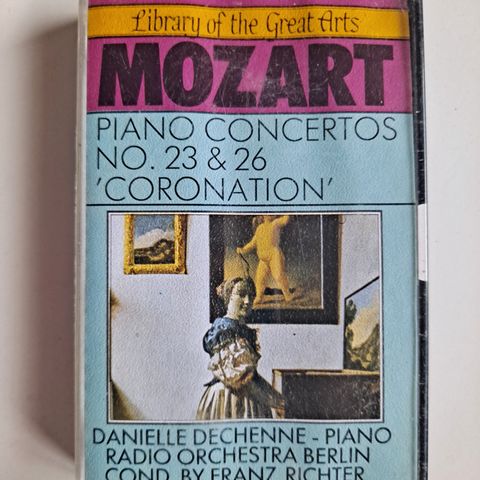 Library of the Great Arts
MOZART
PIANO CONCERTOS
NO. 23 & 26
'CORONATION'
DANIELLE DECHENNE - PIANO
RADIO ORCHESTRA BERLIN
COND. BY FRANZ RICHTER